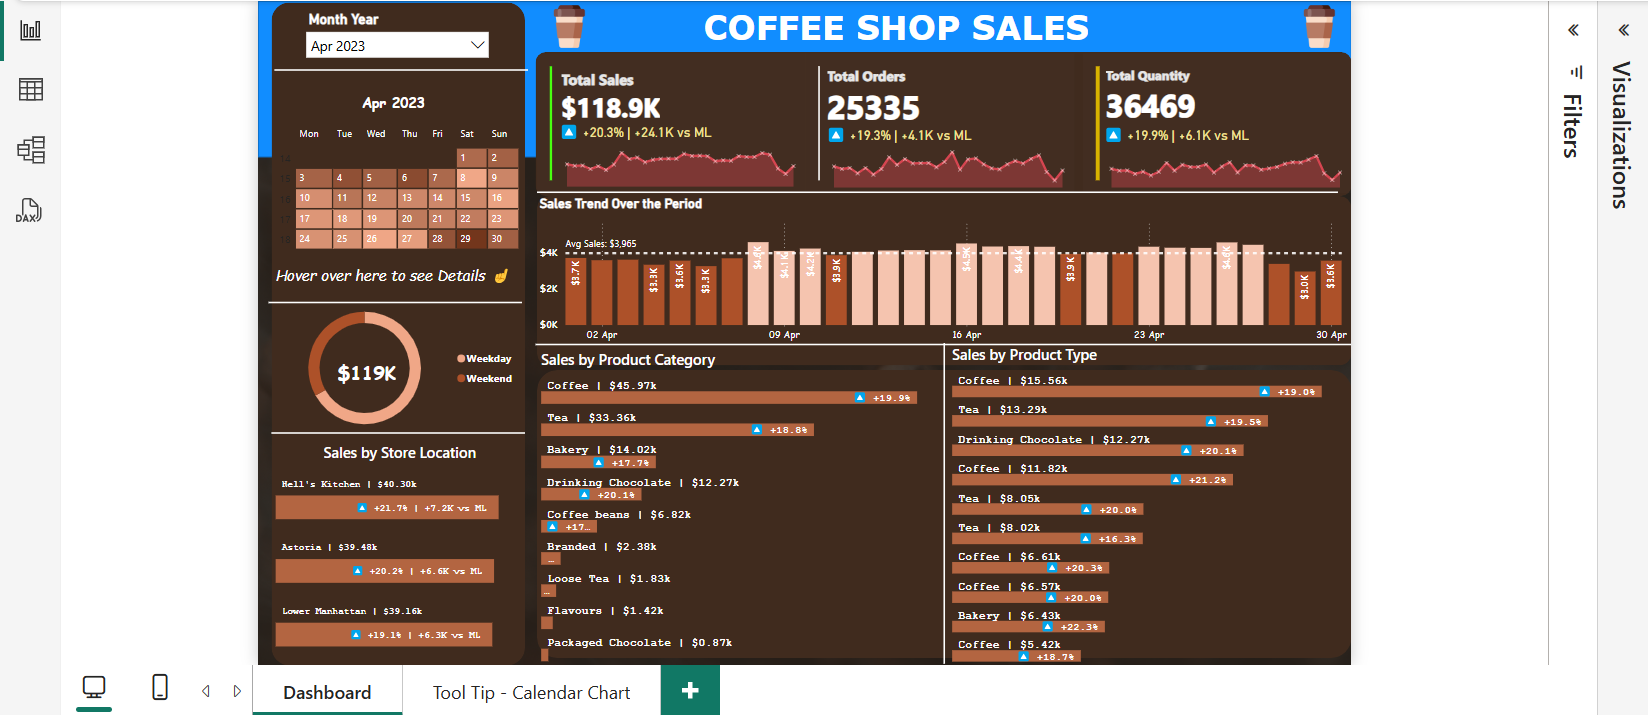 Month Year
Apr 2023
COFFEE SHOP SALES
Apr 2023
Mon Tue Wed Thu Fri Sat Sun
1 2
3 4 5 6 7 8 9
10 11 12 13 14 15 16
17 18 19 20 21 22 23
24 25 26 27 28 29 30
Hover over here to see Details
$119K
Weekday
Weekend
Sales by Store Location
Hell's Kitchen | $40.30k
+21.7% | +7.2K vs ML
Astoria | $39.48k
+20.2% | +6.6K vs ML
Lower Manhattan | $39.16k
+19.1% | +6.3K vs ML
Total Sales
$118.9K
+20.3% | +24.1K vs ML
Total Orders
25335
+19.3% | +4.1K vs ML
Total Quantity
36469
+19.9% | +6.1K vs ML
Sales Trend Over the Period
Avg Sales: $3,965
$4K
$2K
$0K
$3.7K
$3.3K
$3.6K
$3.3K
$4.1K
$4.2K
$3.9K
$4.4K
$3.9K
$3.0K
$3.6K
02 Apr
09 Apr
16 Apr
23 Apr
30 Apr
Sales by Product Category
Coffee | $45.97k
+19.9%
Tea | $33.36k
+18.8%
Bakery | $14.02k
+17.7%
Drinking Chocolate | $12.27k
+20.1%
Coffee beans | $6.82k
+17...
Branded | $2.38k
...
Loose Tea | $1.83k
...
Flavours | $1.42k
Packaged Chocolate | $0.87k
Sales by Product Type
Coffee | $15.56k
+19.0%
Tea | $13.29k
+19.5%
Drinking Chocolate | $12.27k
+20.1%
Coffee | $11.82k
+21.2%
Tea | $8.05k
+20.0%
Tea | $8.02k
+16.3%
Coffee | $6.61k
+20.3%
Coffee | $6.57k
+20.0%
Bakery | $6.43k
+22.3%
Coffee | $5.42k
+18.7%
Filters
Visualizations
DAX
Dashboard
Tool Tip - Calendar Chart